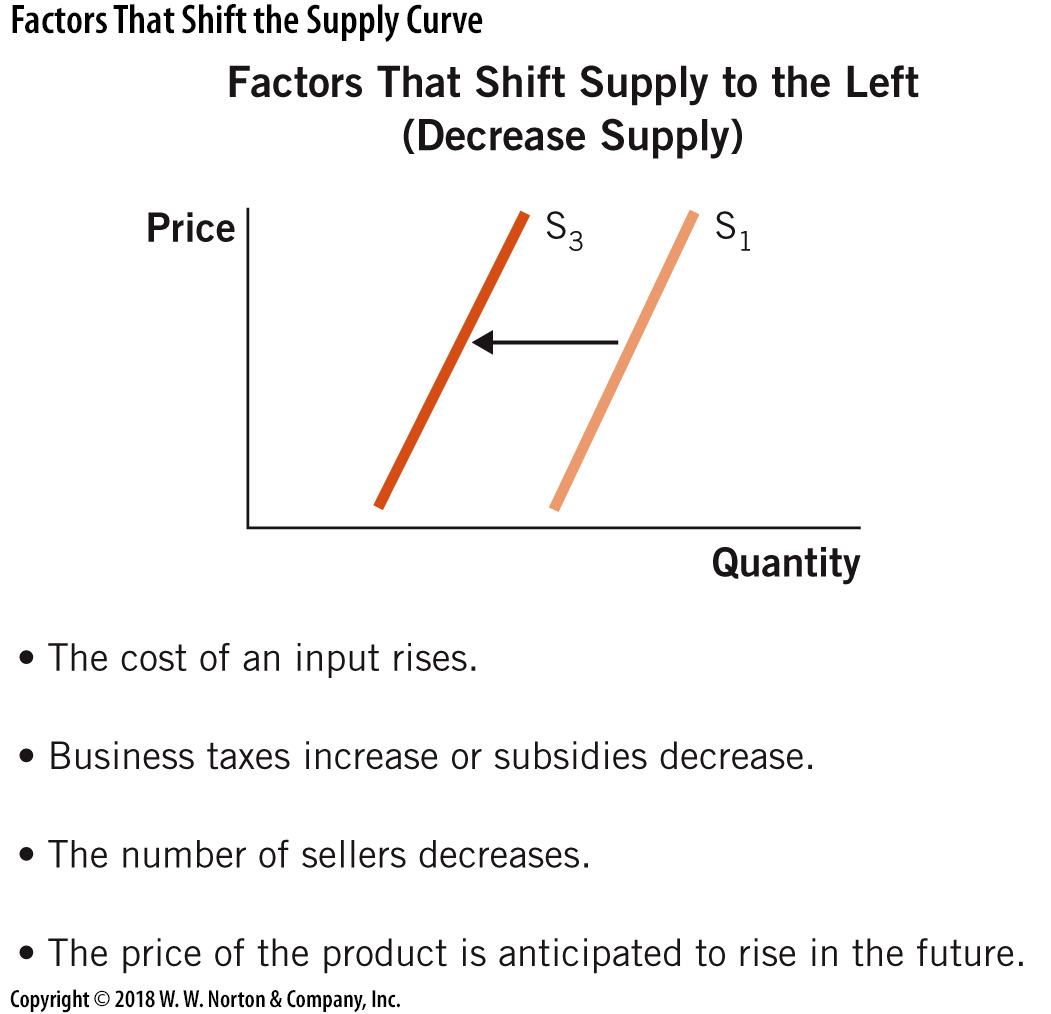 Factors That Shift the Supply Curve
Factors That Shift Supply to the Left
(Decrease Supply)
Price
S3
S1
Quantity
• The cost of an input rises.
• Business taxes increase or subsidies decrease.
• The number of sellers decreases.
• The price of the product is anticipated to rise in the future.
Copyright © 2018 W. W. Norton & Company, Inc.